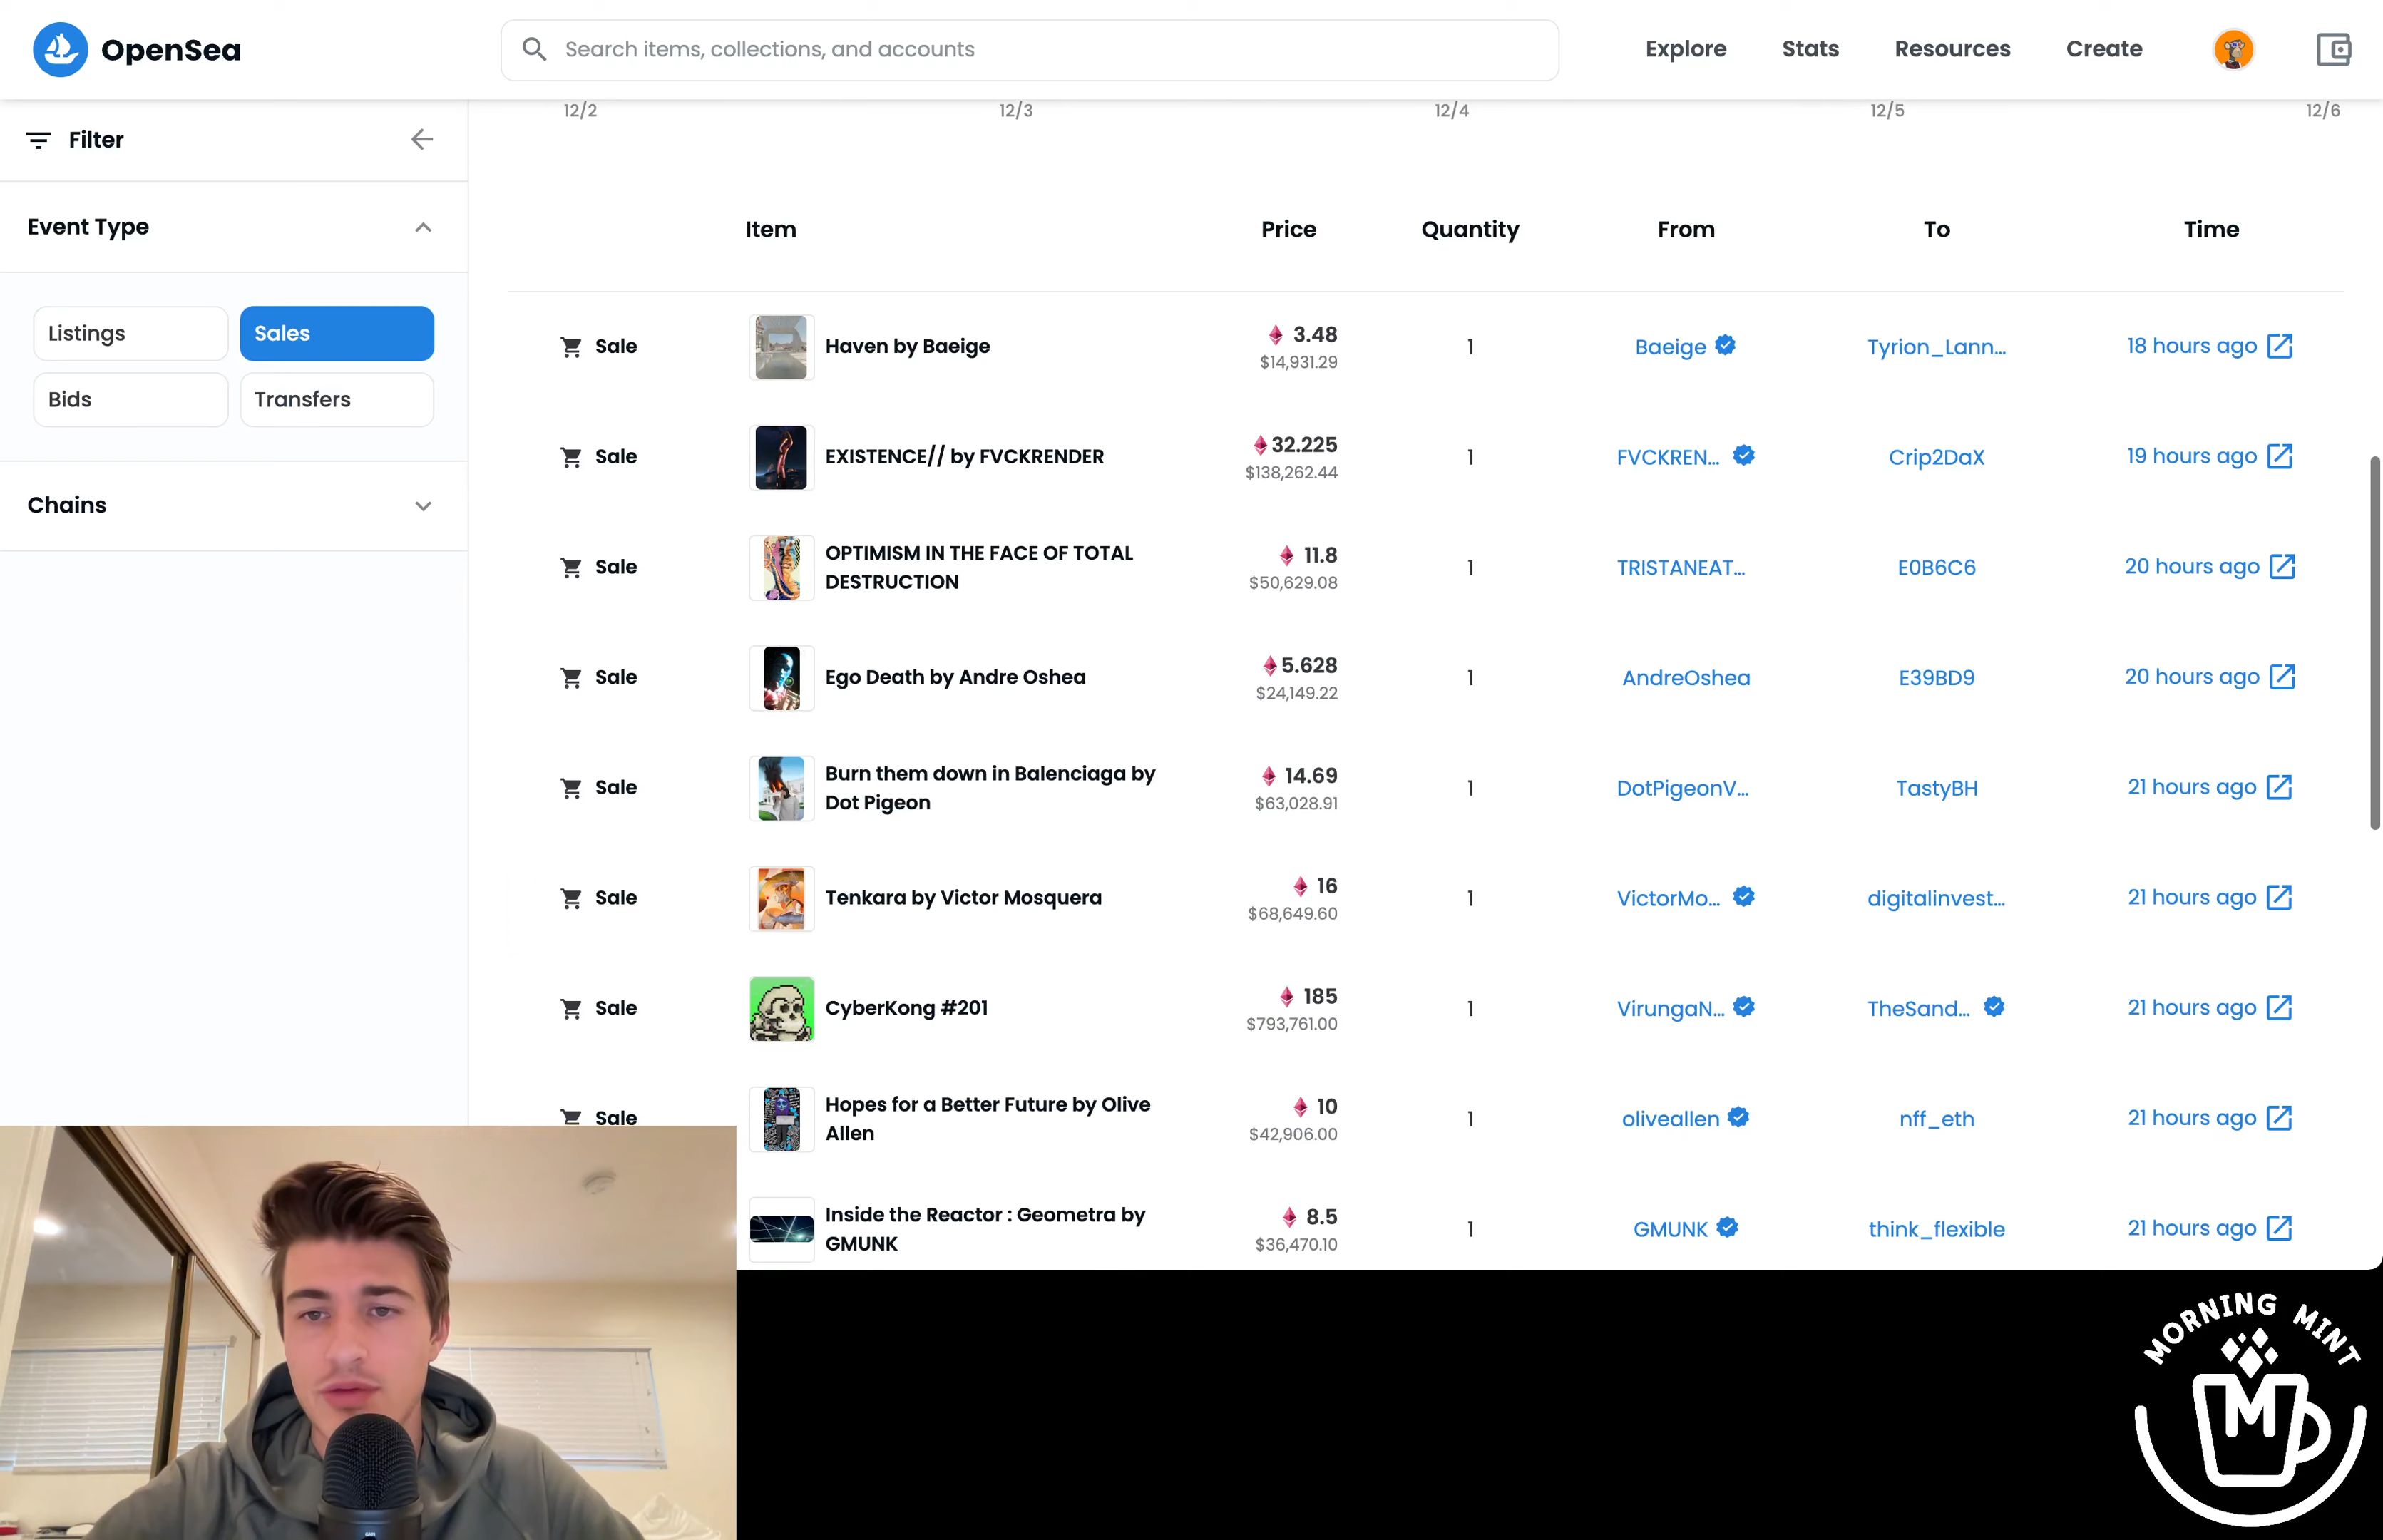 OpenSea
Search items, collections, and accounts
Explore
Stats
Resources
Create
12/2
12/3
12/4
12/5
12/6
Filter
Event Type
Listings
Sales
Bids
Transfers
Chains
Item
Price
Quantity
From
To
Time
Sale
Haven by Baeige
3.48
$14,931.29
1
Baeige
Tyrion_Lann...
18 hours ago
Sale
EXISTENCE// by FVCKRENDER
32.225
$138,262.44
1
FVCKREN...
Crip2DaX
19 hours ago
Sale
OPTIMISM IN THE FACE OF TOTAL
DESTRUCTION
11.8
$50,629.08
1
TRISTANEAT...
E0B6C6
20 hours ago
Sale
Ego Death by Andre Oshea
5.628
$24,149.22
1
AndreOshea
E39BD9
20 hours ago
Sale
Burn them down in Balenciaga by
Dot Pigeon
14.69
$63,028.91
1
DotPigeonV...
TastyBH
21 hours ago
Sale
Tenkara by Victor Mosquera
16
$68,649.60
1
VictorMo...
digitalinvest...
21 hours ago
Sale
CyberKong #201
185
$793,761.00
1
VirungaN...
TheSand...
21 hours ago
Sale
Hopes for a Better Future by Olive
Allen
10
$42,906.00
1
oliveallen
nff_eth
21 hours ago
Inside the Reactor : Geometra by
GMUNK
8.5
$36,470.10
1
GMUNK
think_flexible
21 hours ago
MORNING MINT
M